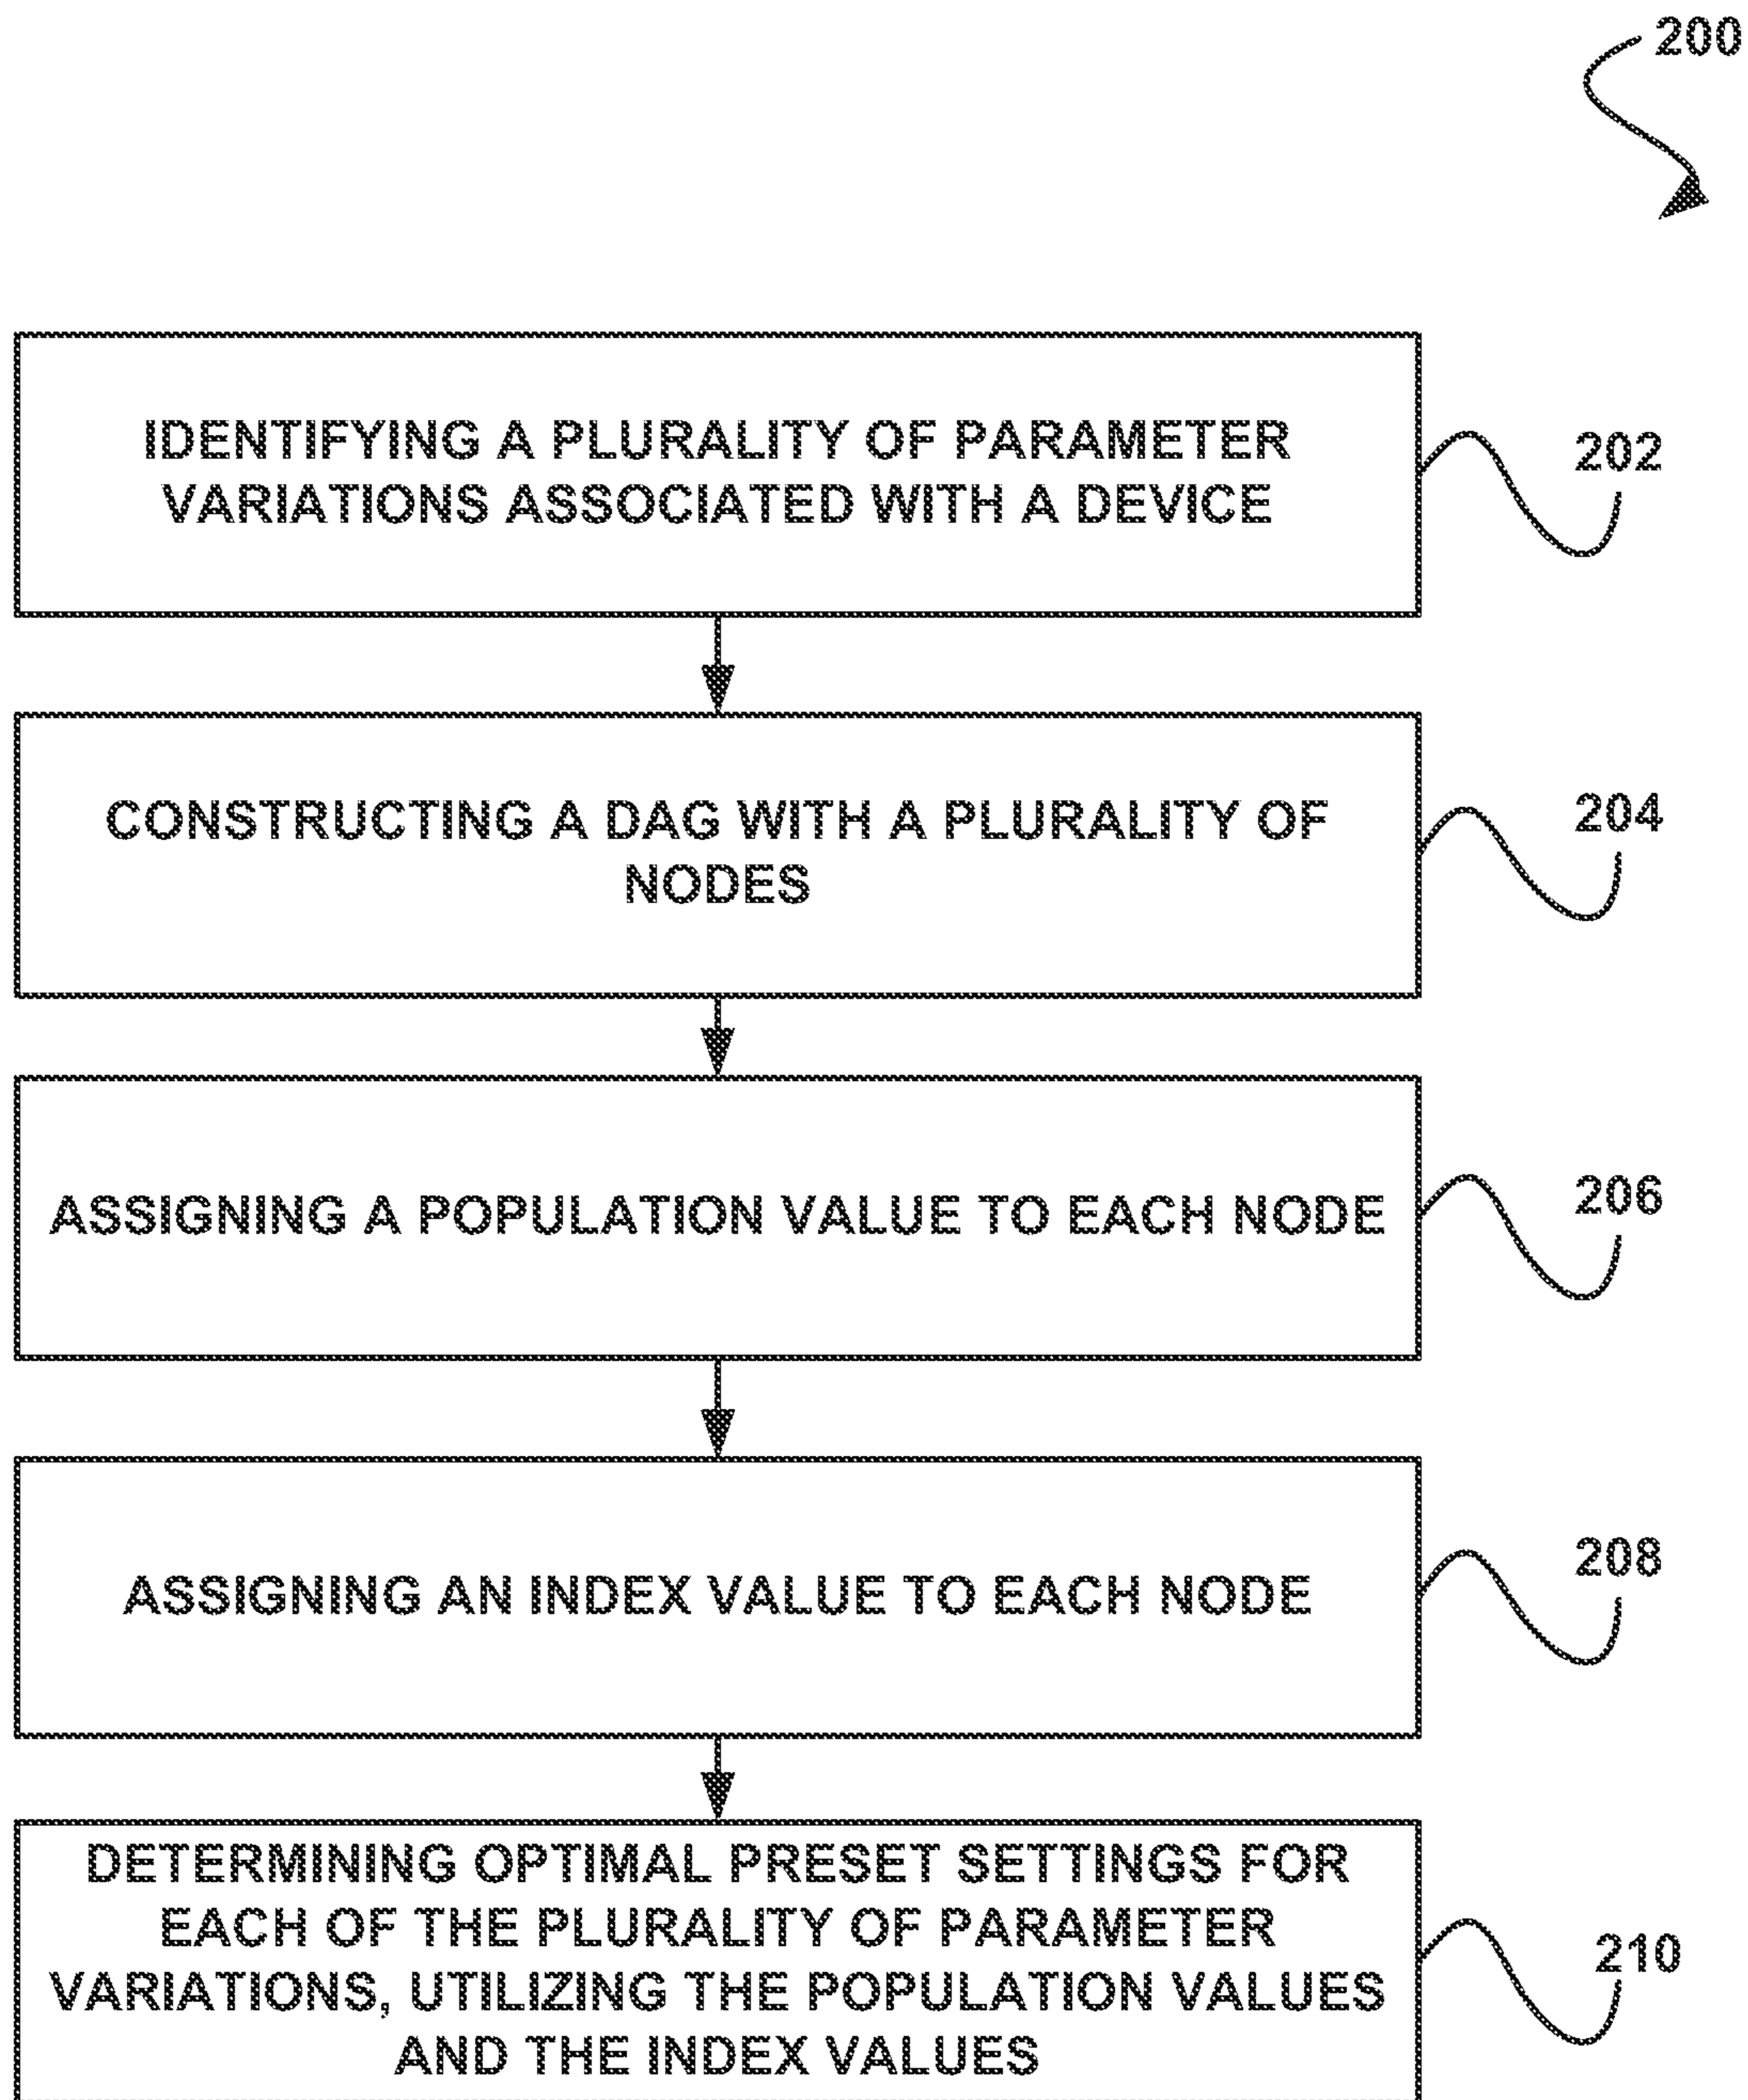 200
IDENTIFYING A PLURALITY OF PARAMETER
VARIATIONS ASSOCIATED WITH A DEVICE
202
CONSTRUCTING A DAG WITH A PLURALITY OF
NODES
204
ASSIGNING A POPULATION VALUE TO EACH NODE
206
ASSIGNING AN INDEX VALUE TO EACH NODE
208
DETERMINING OPTIMAL PRESET SETTINGS FOR
EACH OF THE PLURALITY OF PARAMETER
VARIATIONS, UTILIZING THE POPULATION VALUES
AND THE INDEX VALUES
210